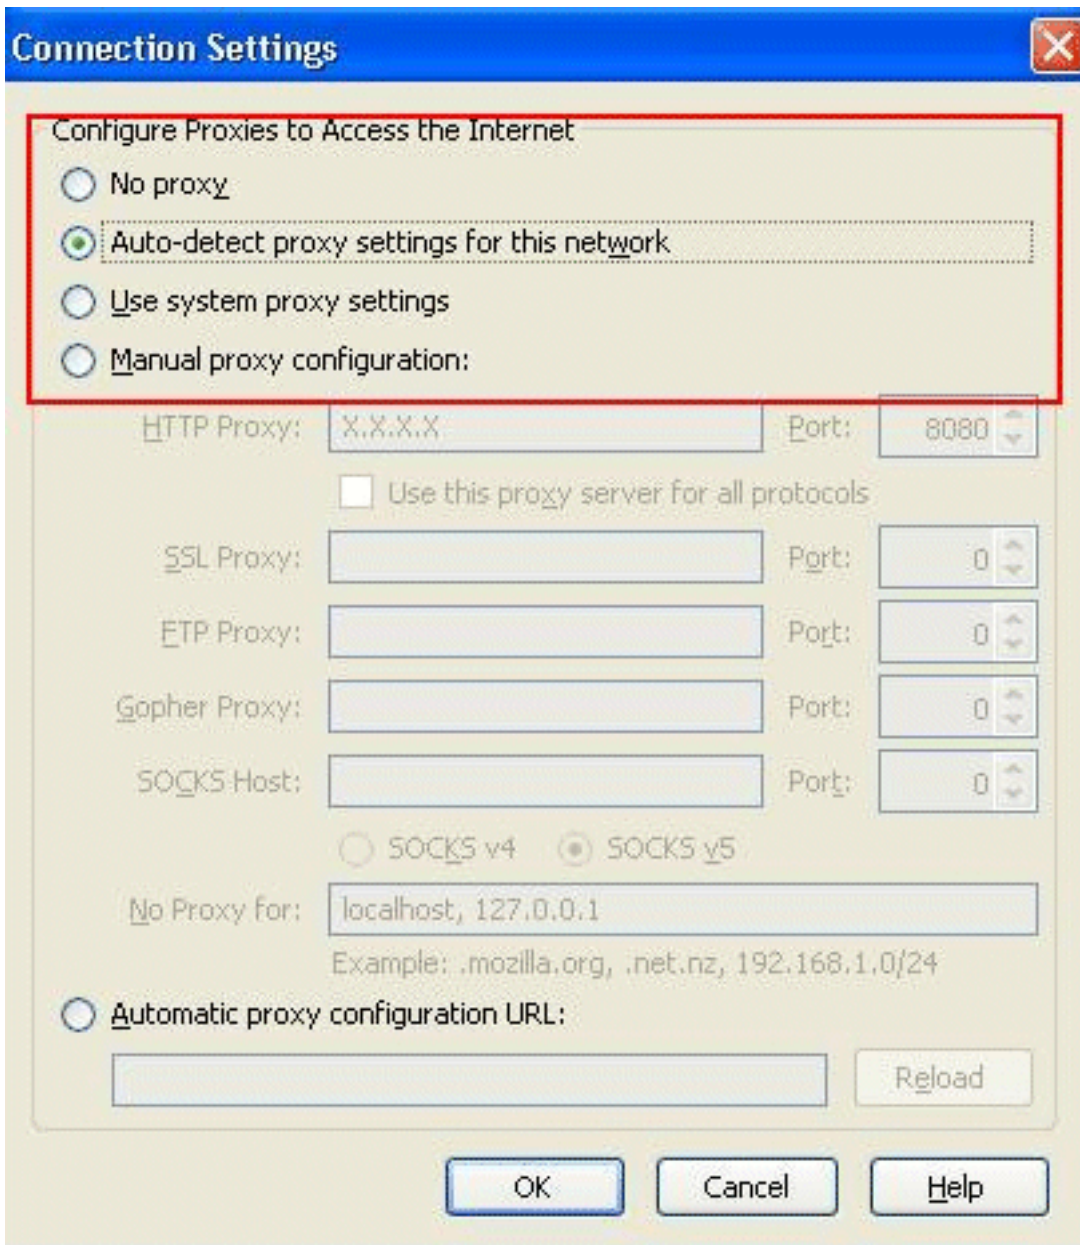 Connection Settings
Configure Proxies to Access the Internet
No proxy
Auto-detect proxy settings for this network
Use system proxy settings
Manual proxy configuration:
HTTP Proxy: X.X.X.X Port: 8080
Use this proxy server for all protocols
SSL Proxy: Port: 0
FTP Proxy: Port: 0
Gopher Proxy: Port: 0
SOCKS Host: Port: 0
SOCKS v4 SOCKS v5
No Proxy for: localhost, 127.0.0.1
Example: .mozilla.org, .net.nz, 192.168.1.0/24
Automatic proxy configuration URL:
Reload
OK Cancel Help